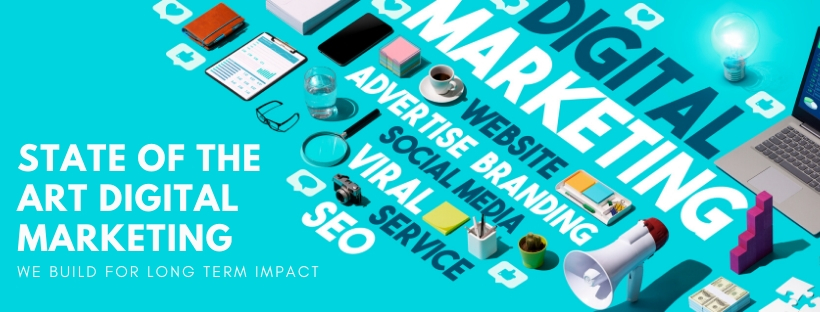 STATE OF THE
ART DIGITAL
MARKETING
WE BUILD FOR LONG TERM IMPACT
DIGITAL
MARKETING
WEBSITE
ADVERTISE BRANDING
SOCIAL MEDIA
VIRAL
SERVICE
SEO